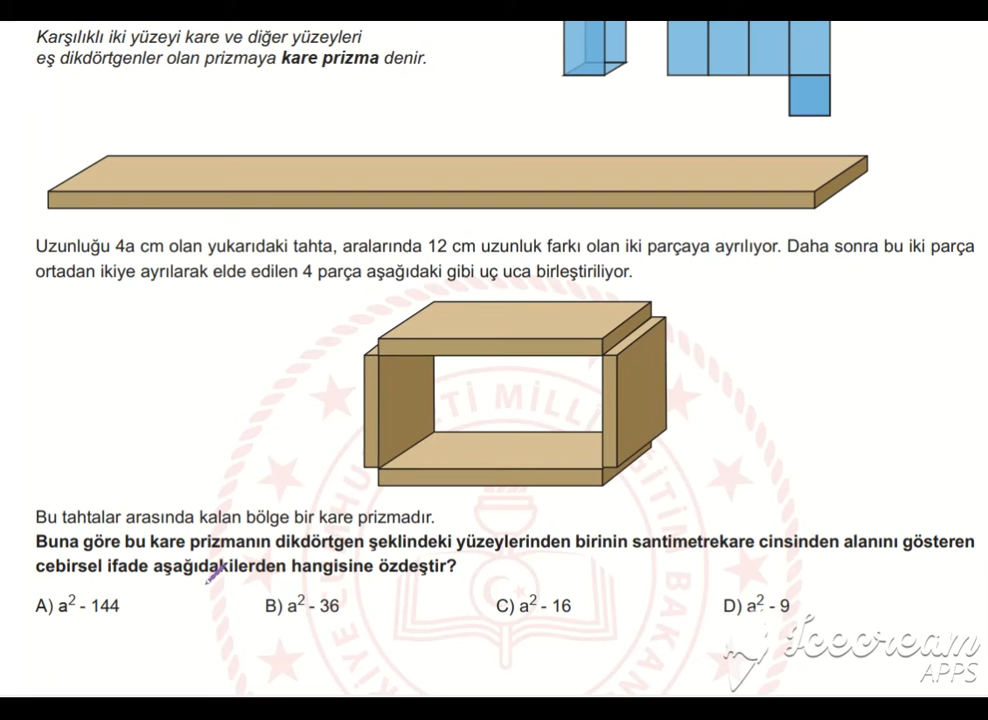 Karşılıklı iki yüzeyi kare ve diğer yüzeyleri
eş dikdörtgenler olan prizmaya kare prizma denir.
Uzunluğu 4a cm olan yukarıdaki tahta, aralarında 12 cm uzunluk farkı olan iki parçaya ayrılıyor. Daha sonra bu iki parça
ortadan ikiye ayrılarak elde edilen 4 parça aşağıdaki gibi uç uca birleştiriliyor.
Bu tahtalar arasında kalan bölge bir kare prizmadır.
Buna göre bu kare prizmanın dikdörtgen şeklindeki yüzeylerinden birinin santimetrekare cinsinden alanını gösteren
cebirsel ifade aşağıdakilerden hangisine özdeştir?
A) a² - 144 B) a² - 36 C) a² - 16 D) a² - 9
Icecream
APPS